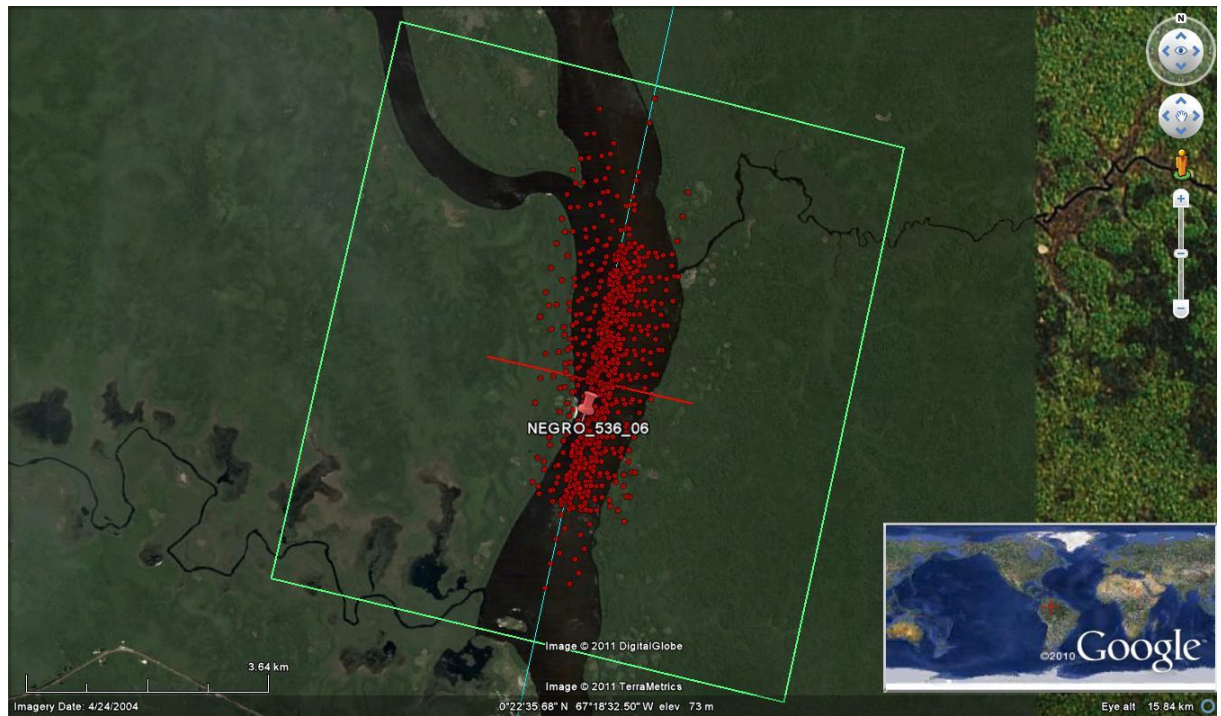 N
NEGRO_536_06
Image © 2011 DigitalGlobe
3.64 km
©2010 Google™
Image © 2011 TerraMetrics
Imagery Date: 4/24/2004
0°22'35.68" N 67°18'32.50" W elev 73 m
Eye alt 15.84 km